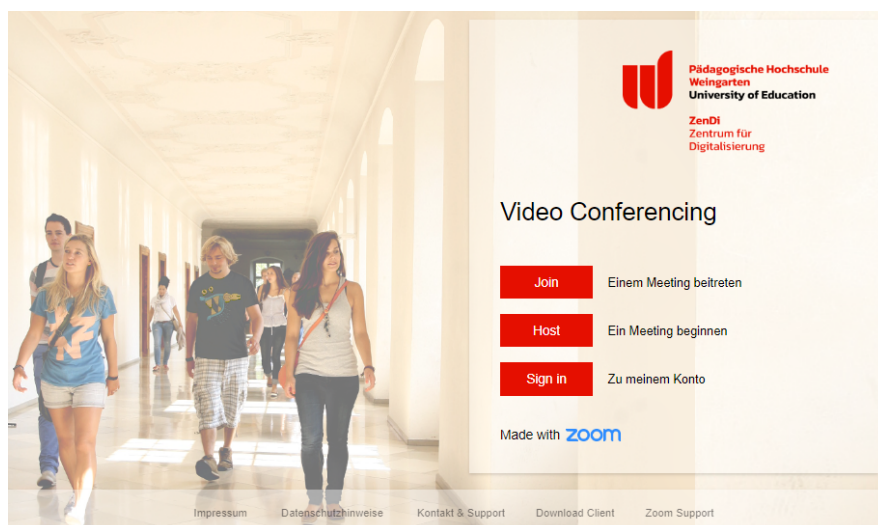 Pädagogische Hochschule
Weingarten
University of Education
ZenDi
Zentrum für
Digitalisierung
Video Conferencing
Join Einem Meeting beitreten
Host Ein Meeting beginnen
Sign in Zu meinem Konto
Made with zoom
Impressum Datenschutzhinweise Kontakt & Support Download Client Zoom Support